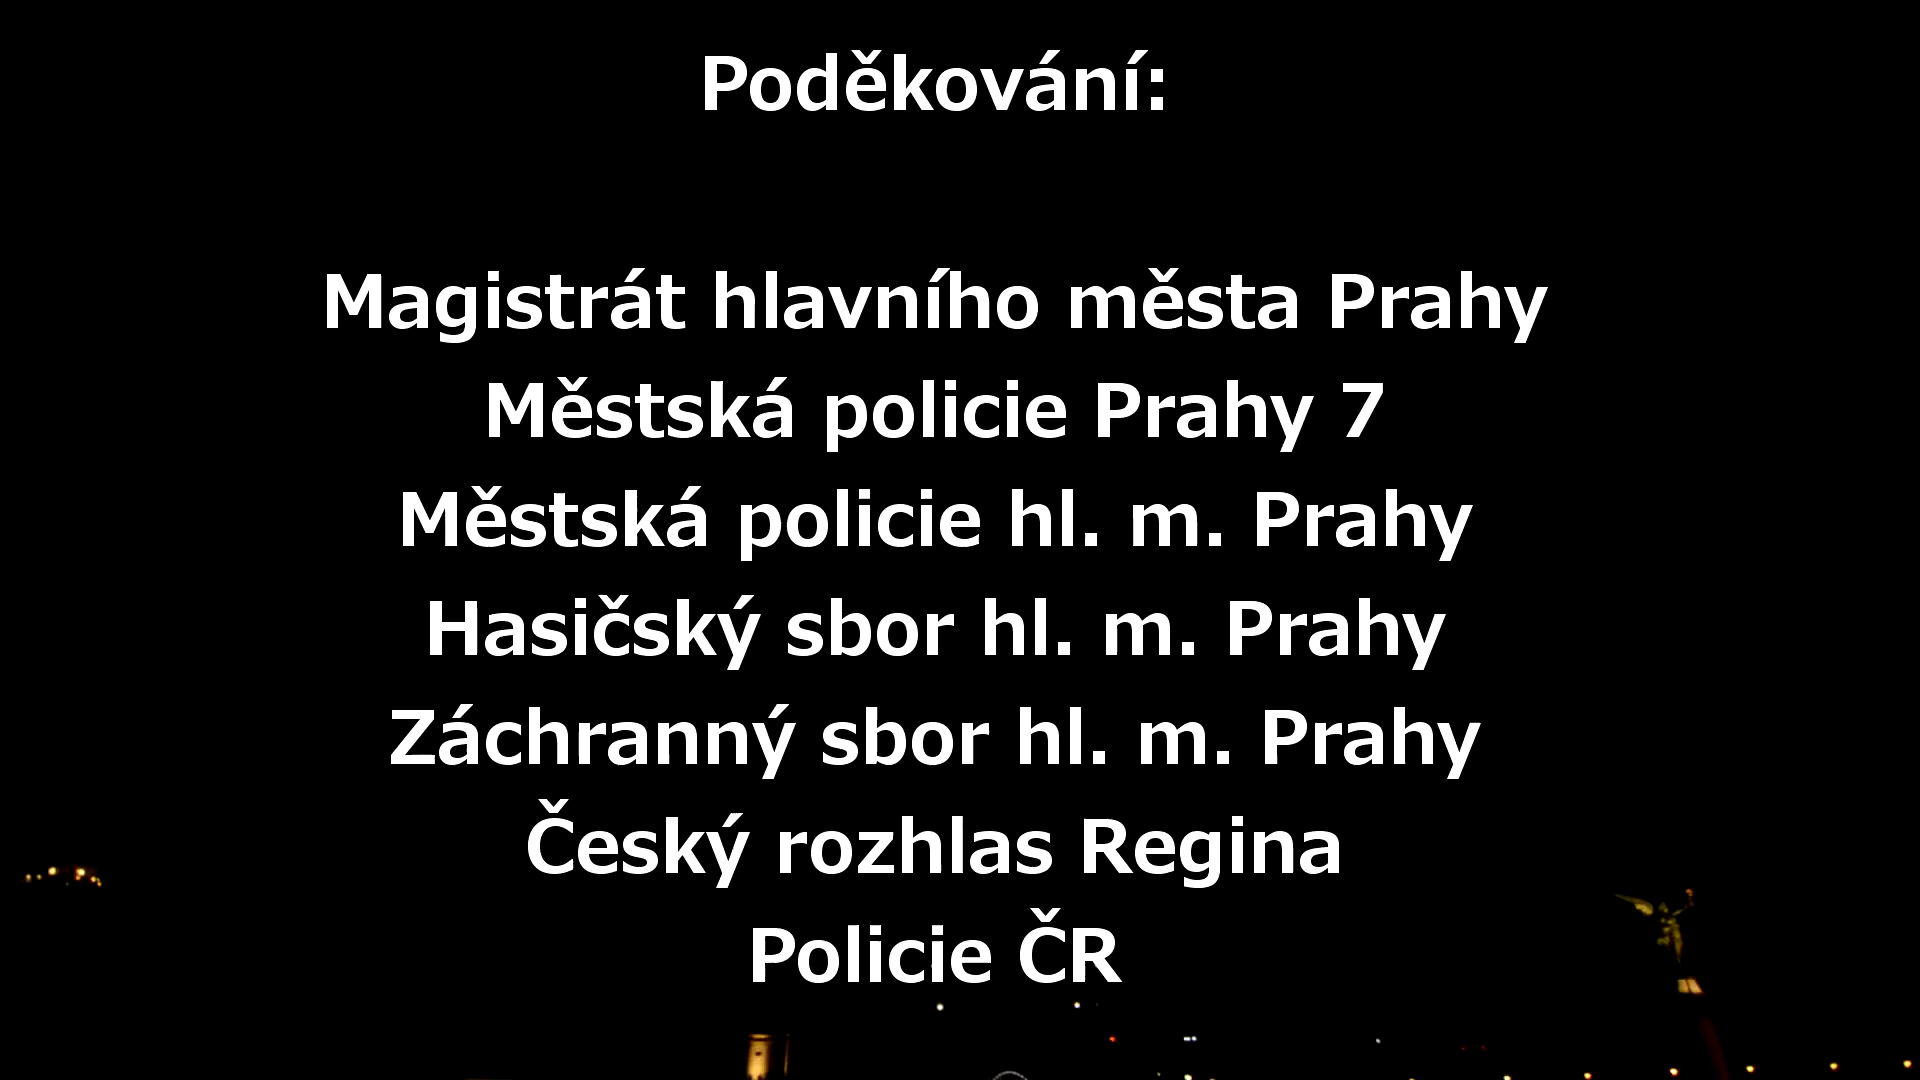 Poděkování:
Magistrát hlavního města Prahy
Městská policie Prahy 7
Městská policie hl. m. Prahy
Hasičský sbor hl. m. Prahy
Záchranný sbor hl. m. Prahy
Český rozhlas Regina
Policie ČR